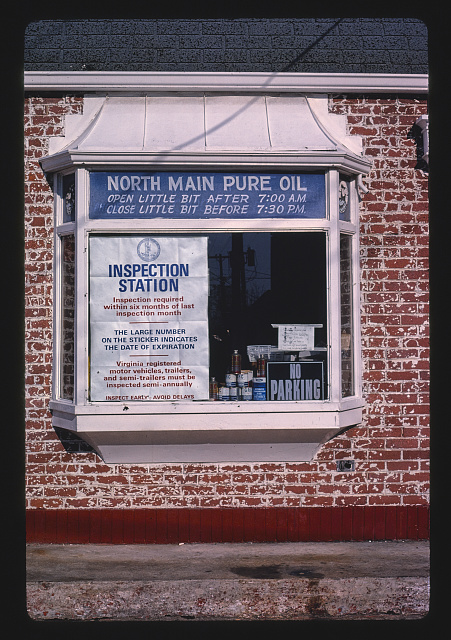 NORTH MAIN PURE OIL
OPEN LITTLE BIT AFTER 7:00 A.M.
CLOSE LITTLE BIT BEFORE 7:30 P.M.
INSPECTION
STATION
Inspection required
within six months of last
inspection month
THE LARGE NUMBER
ON THE STICKER INDICATES
THE DATE OF EXPIRATION
Virginia registered
motor vehicles, trailers,
and semi-trailers must be
inspected semi-annually
INSPECT EARLY - AVOID DELAYS
NO
PARKING